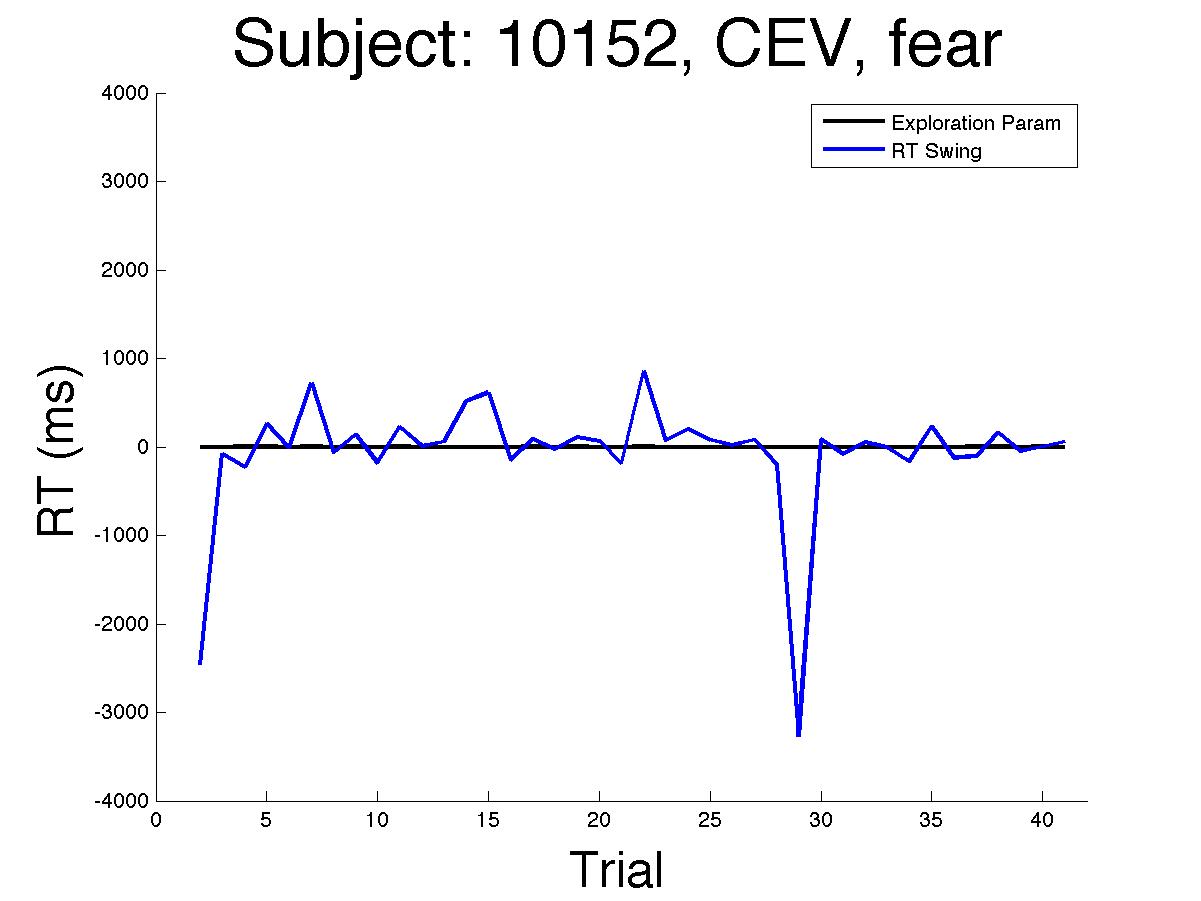 Subject: 10152, CEV, fear
Exploration Param
RT Swing
4000
3000
2000
1000
0
-1000
-2000
-3000
-4000
RT (ms)
0 5 10 15 20 25 30 35 40
Trial